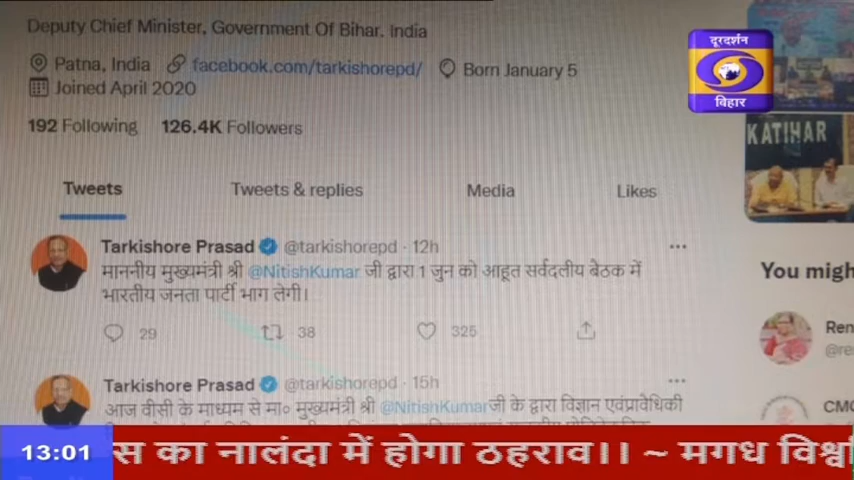 Deputy Chief Minister, Government Of Bihar. India
Patna, India facebook.com/tarkishorepd/ Born January 5
Joined April 2020
192 Following 126.4K Followers
दूरदर्शन
बिहार
KATIHAR
Tweets Tweets & replies Media Likes
Tarkishore Prasad @tarkishorepd · 12h
माननीय मुख्यमंत्री श्री @NitishKumar जी द्वारा 1 जुन को आहूत सर्वदलीय बैठक में
भारतीय जनता पार्टी भाग लेगी।
29 38 325
You migh
Ren
@re
Tarkishore Prasad @tarkishorepd · 15h
आज वीसी के माध्यम से मा० मुख्यमंत्री श्री @NitishKumarजी के द्वारा विज्ञान एवंप्रावेधिकी
CMO
13:01 स का नालंदा में होगा ठहराव।। ~ मगध विश्व